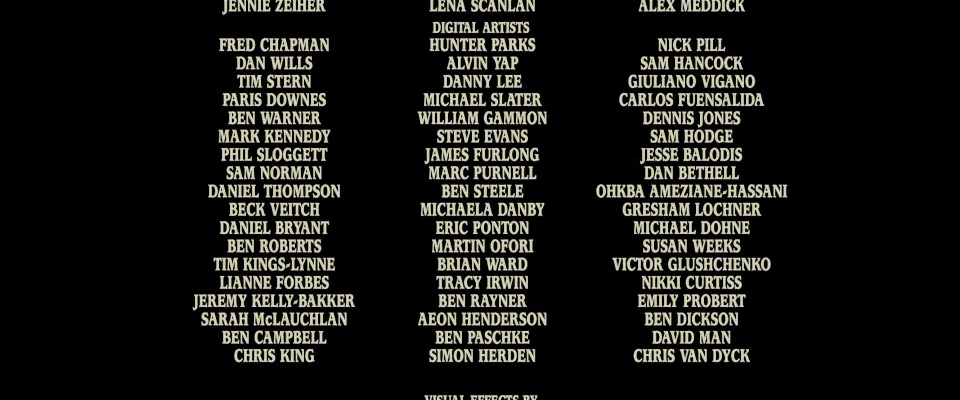 JENNIE ZEIHER LENA SCANLAN ALEX MEDDICK
DIGITAL ARTISTS
FRED CHAPMAN HUNTER PARKS NICK PILL
DAN WILLS ALVIN YAP SAM HANCOCK
TIM STERN DANNY LEE GIULIANO VIGANO
PARIS DOWNES MICHAEL SLATER CARLOS FUENSALIDA
BEN WARNER WILLIAM GAMMON DENNIS JONES
MARK KENNEDY STEVE EVANS SAM HODGE
PHIL SLOGGETT JAMES FURLONG JESSE BALODIS
SAM NORMAN MARC PURNELL DAN BETHELL
DANIEL THOMPSON BEN STEELE OHKBA AMEZIANE-HASSANI
BECK VEITCH MICHAELA DANBY GRESHAM LOCHNER
DANIEL BRYANT ERIC PONTON MICHAEL DOHNE
BEN ROBERTS MARTIN OFORI SUSAN WEEKS
TIM KINGS-LYNNE BRIAN WARD VICTOR GLUSHCHENKO
LIANNE FORBES TRACY IRWIN NIKKI CURTISS
JEREMY KELLY-BAKKER BEN RAYNER EMILY PROBERT
SARAH McLAUCHLAN AEON HENDERSON BEN DICKSON
BEN CAMPBELL BEN PASCHKE DAVID MAN
CHRIS KING SIMON HERDEN CHRIS VAN DYCK
VISUAL EFFECTS BY